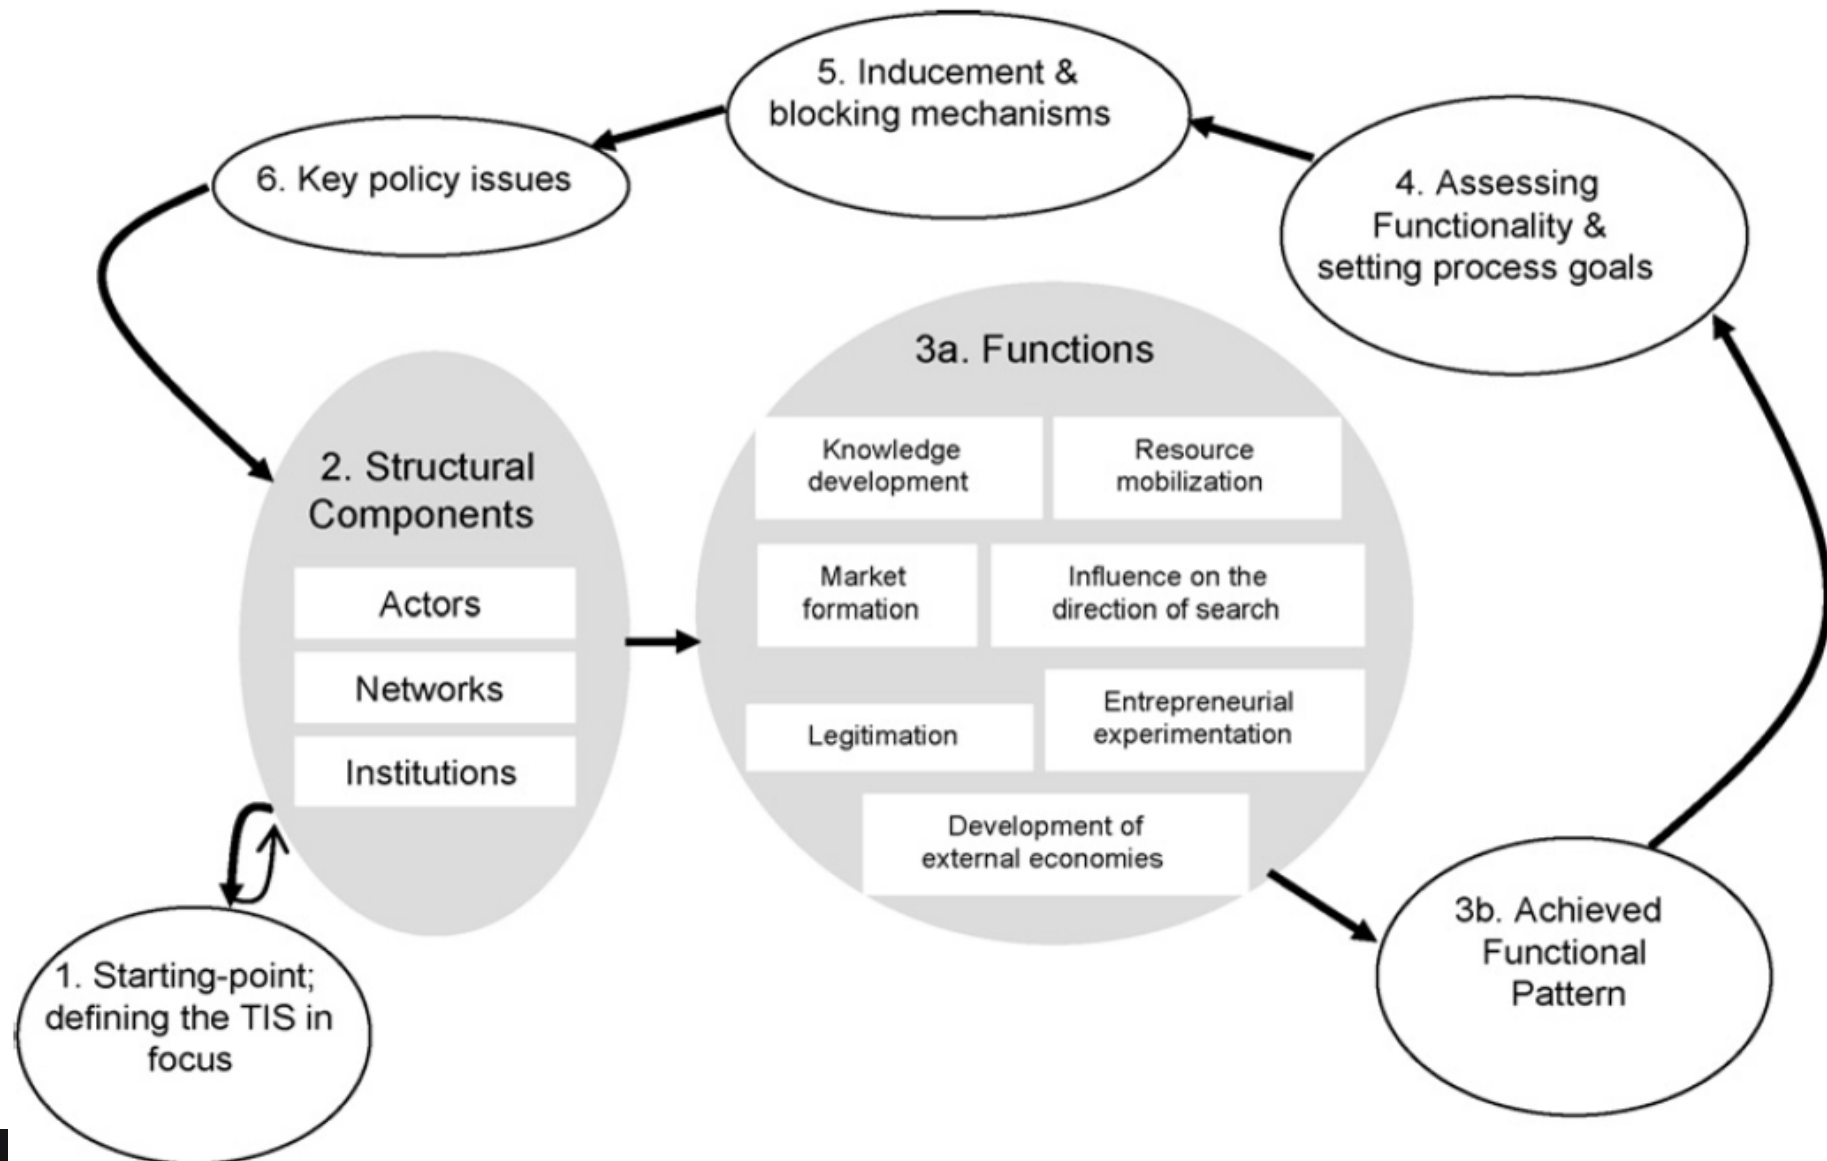 5. Inducement &
blocking mechanisms
6. Key policy issues
4. Assessing
Functionality &
setting process goals
3a. Functions
Knowledge
development
Resource
mobilization
Market
formation
Influence on the
direction of search
Legitimation
Entrepreneurial
experimentation
Development of
external economies
2. Structural
Components
Actors
Networks
Institutions
1. Starting-point;
defining the TIS in
focus
3b. Achieved
Functional
Pattern